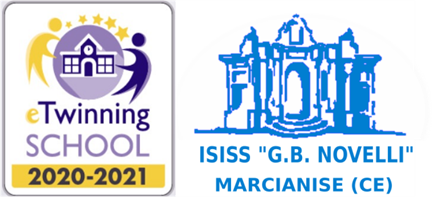 eTwinning
SCHOOL
2020-2021
ISISS "G.B. NOVELLI"
MARCIANISE (CE)